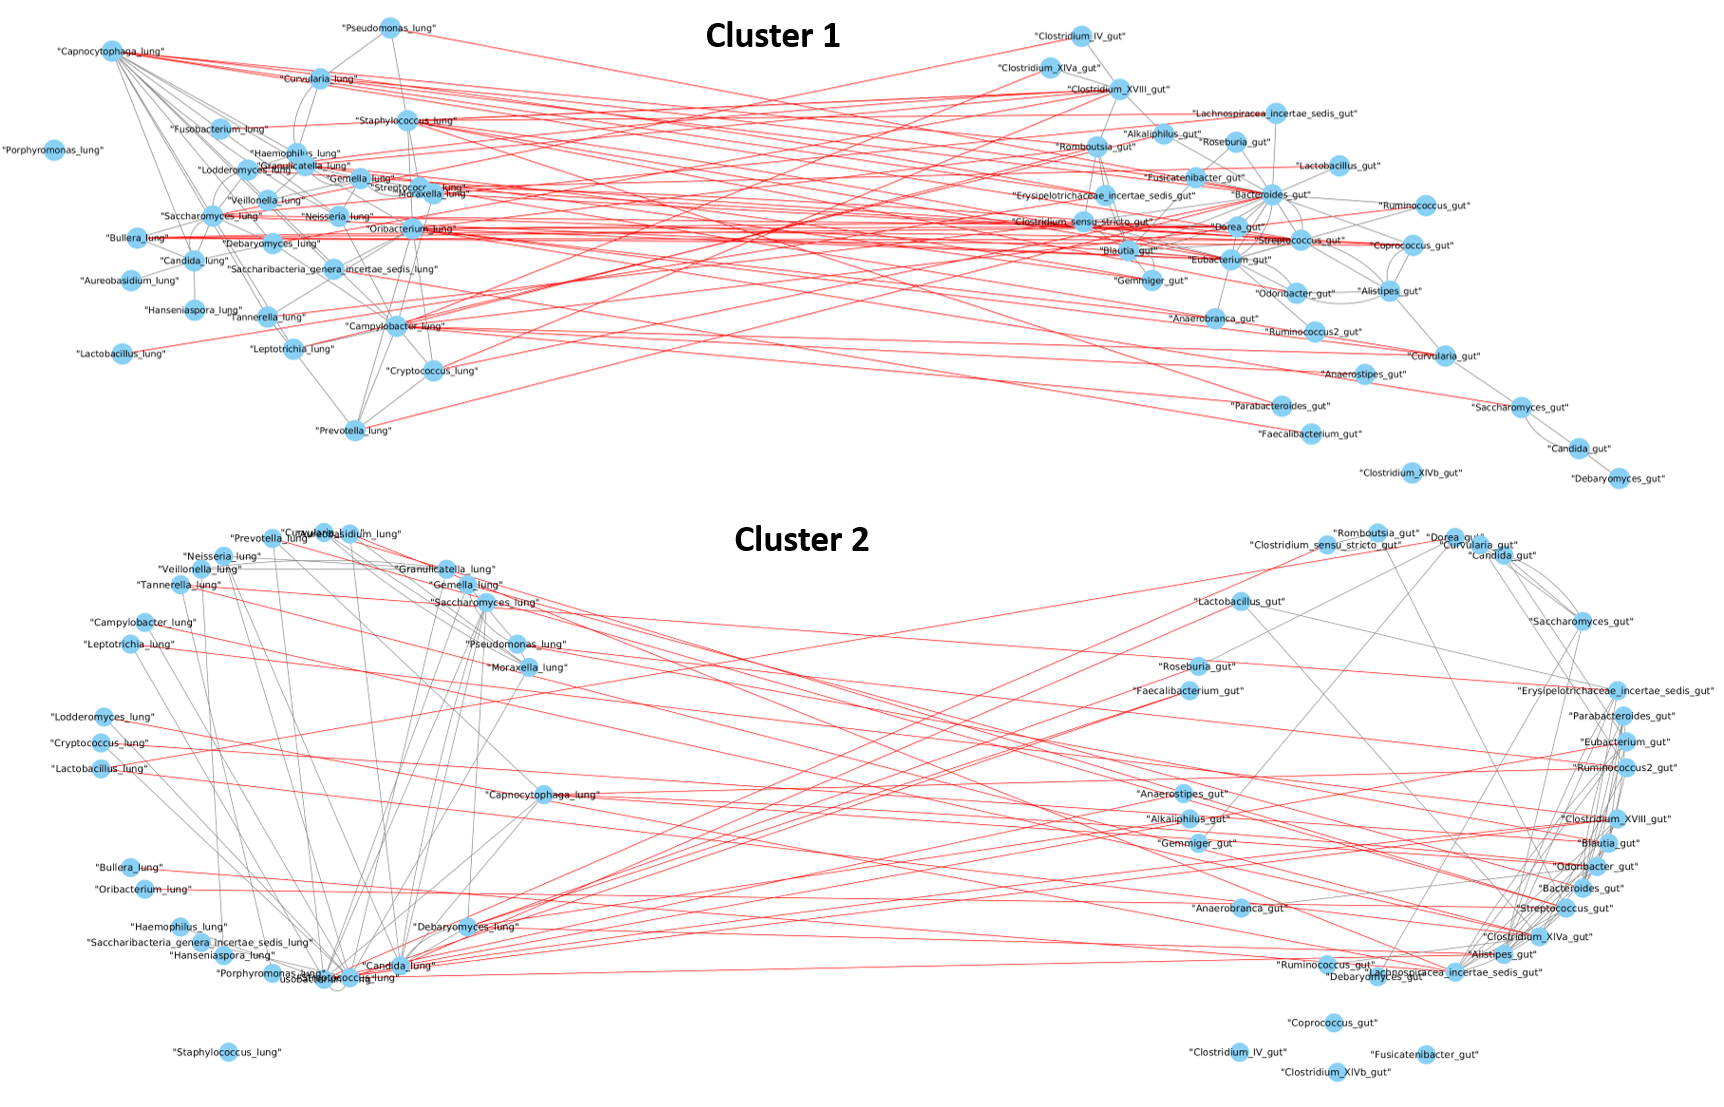 Cluster 1
"Pseudomonas_lung"
"Capnocytophaga_lung"
"Curvularia_lung"
"Staphylococcus_lung"
"Fusobacterium_lung"
"Porphyromonas_lung"
"Haemophilus_lung"
"Granulicatella_lung"
"Lodderomyces_lung"
"Gemella_lung"
"Moraxella_lung"
"Veillonella_lung"
"Saccharomyces_lung"
"Neisseria_lung"
"Oribacterium_lung"
"Bullera_lung"
"Debaryomyces_lung"
"Candida_lung"
"Saccharibacteria_genera_incertae_sedis_lung"
"Aureobasidium_lung"
"Hanseniaspora_lung"
"Tannerella_lung"
"Campylobacter_lung"
"Leptotrichia_lung"
"Lactobacillus_lung"
"Cryptococcus_lung"
"Prevotella_lung"
"Clostridium_IV_gut"
"Clostridium_XIVa_gut"
"Clostridium_XVIII_gut"
"Lachnospiracea_incertae_sedis_gut"
"Alkaliphilus_gut"
"Roseburia_gut"
"Romboutsia_gut"
"Lactobacillus_gut"
"Fusicatenibacter_gut"
"Erysipelotrichaceae_incertae_sedis_gut"
"Bacteroides_gut"
"Ruminococcus_gut"
"Clostridium_sensu_stricto_gut"
"Dorea_gut"
"Streptococcus_gut"
"Coprococcus_gut"
"Blautia_gut"
"Eubacterium_gut"
"Gemmiger_gut"
"Odoribacter_gut"
"Alistipes_gut"
"Anaerobranca_gut"
"Ruminococcus2_gut"
"Curvularia_gut"
"Anaerostipes_gut"
"Parabacteroides_gut"
"Saccharomyces_gut"
"Faecalibacterium_gut"
"Candida_gut"
"Clostridium_XIVb_gut"
"Debaryomyces_gut"
Cluster 2
"Prevotella_lung"
"Neisseria_lung"
"Veillonella_lung"
"Granulicatella_lung"
"Tannerella_lung"
"Gemella_lung"
"Saccharomyces_lung"
"Campylobacter_lung"
"Leptotrichia_lung"
"Pseudomonas_lung"
"Moraxella_lung"
"Lodderomyces_lung"
"Cryptococcus_lung"
"Lactobacillus_lung"
"Capnocytophaga_lung"
"Bullera_lung"
"Oribacterium_lung"
"Haemophilus_lung"
"Debaryomyces_lung"
"Saccharibacteria_genera_incertae_sedis_lung"
"Hanseniaspora_lung"
"Candida_lung"
"Porphyromonas_lung"
"Staphylococcus_lung"
"Romboutsia_gut"
"Clostridium_sensu_stricto_gut"
"Curvularia_gut"
"Candida_gut"
"Lactobacillus_gut"
"Saccharomyces_gut"
"Roseburia_gut"
"Faecalibacterium_gut"
"Erysipelotrichaceae_incertae_sedis_gut"
"Parabacteroides_gut"
"Eubacterium_gut"
"Ruminococcus2_gut"
"Anaerostipes_gut"
"Alkaliphilus_gut"
"Clostridium_XVIII_gut"
"Gemmiger_gut"
"Blautia_gut"
"Odoribacter_gut"
"Bacteroides_gut"
"Anaerobranca_gut"
"Streptococcus_gut"
"Clostridium_XIVa_gut"
"Alistipes_gut"
"Ruminococcus_gut"
"Lachnospiracea_incertae_sedis_gut"
"Debaryomyces_gut"
"Coprococcus_gut"
"Clostridium_IV_gut"
"Fusicatenibacter_gut"
"Clostridium_XIVb_gut"